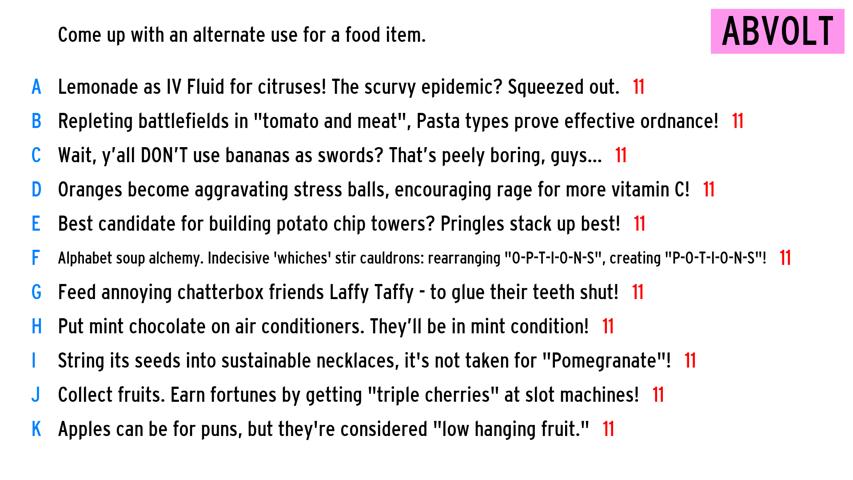 Come up with an alternate use for a food item.
ABVOLT
A Lemonade as IV Fluid for citruses! The scurvy epidemic? Squeezed out. 11
B Repleting battlefields in "tomato and meat", Pasta types prove effective ordnance! 11
C Wait, y'all DON'T use bananas as swords? That's peely boring, guys... 11
D Oranges become aggravating stress balls, encouraging rage for more vitamin C! 11
E Best candidate for building potato chip towers? Pringles stack up best! 11
F Alphabet soup alchemy. Indecisive 'whiches' stir cauldrons: rearranging "O-P-T-I-O-N-S", creating "P-O-T-I-O-N-S"! 11
G Feed annoying chatterbox friends Laffy Taffy - to glue their teeth shut! 11
H Put mint chocolate on air conditioners. They'll be in mint condition! 11
I String its seeds into sustainable necklaces, it's not taken for "Pomegranate"! 11
J Collect fruits. Earn fortunes by getting "triple cherries" at slot machines! 11
K Apples can be for puns, but they're considered "low hanging fruit." 11